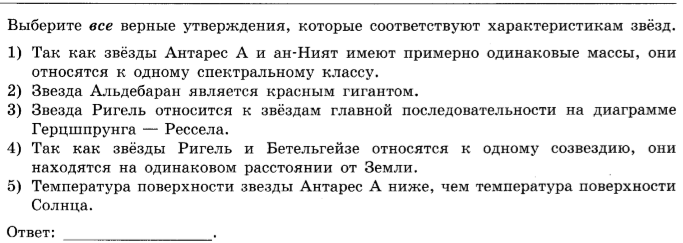 Выберите все верные утверждения, которые соответствуют характеристикам звёзд.
1) Так как звёзды Антарес А и ан-Ният имеют примерно одинаковые массы, они
относятся к одному спектральному классу.
2) Звезда Альдебаран является красным гигантом.
3) Звезда Ригель относится к звёздам главной последовательности на диаграмме
Герцшпрунга — Рессела.
4) Так как звёзды Ригель и Бетельгейзе относятся к одному созвездию, они
находятся на одинаковом расстоянии от Земли.
5) Температура поверхности звезды Антарес А ниже, чем температура поверхности
Солнца.
Ответ: ____________________.